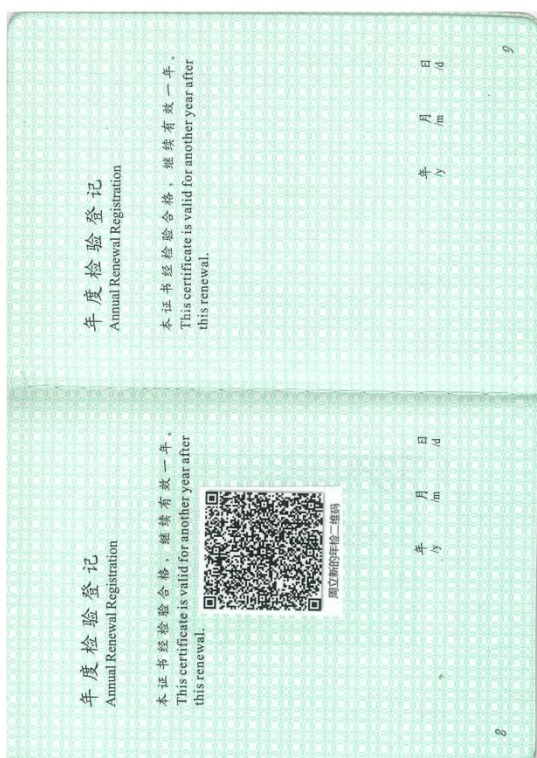 年度检验登记
Annual Renewal Registration
本证书经检验合格，继续有效一年。
This certificate is valid for another year after
this renewal.
周立新的年检二维码
年 月 日
/y /m /d
8
年度检验登记
Annual Renewal Registration
本证书经检验合格，继续有效一年。
This certificate is valid for another year after
this renewal.
年 月 日
/y /m /d
9